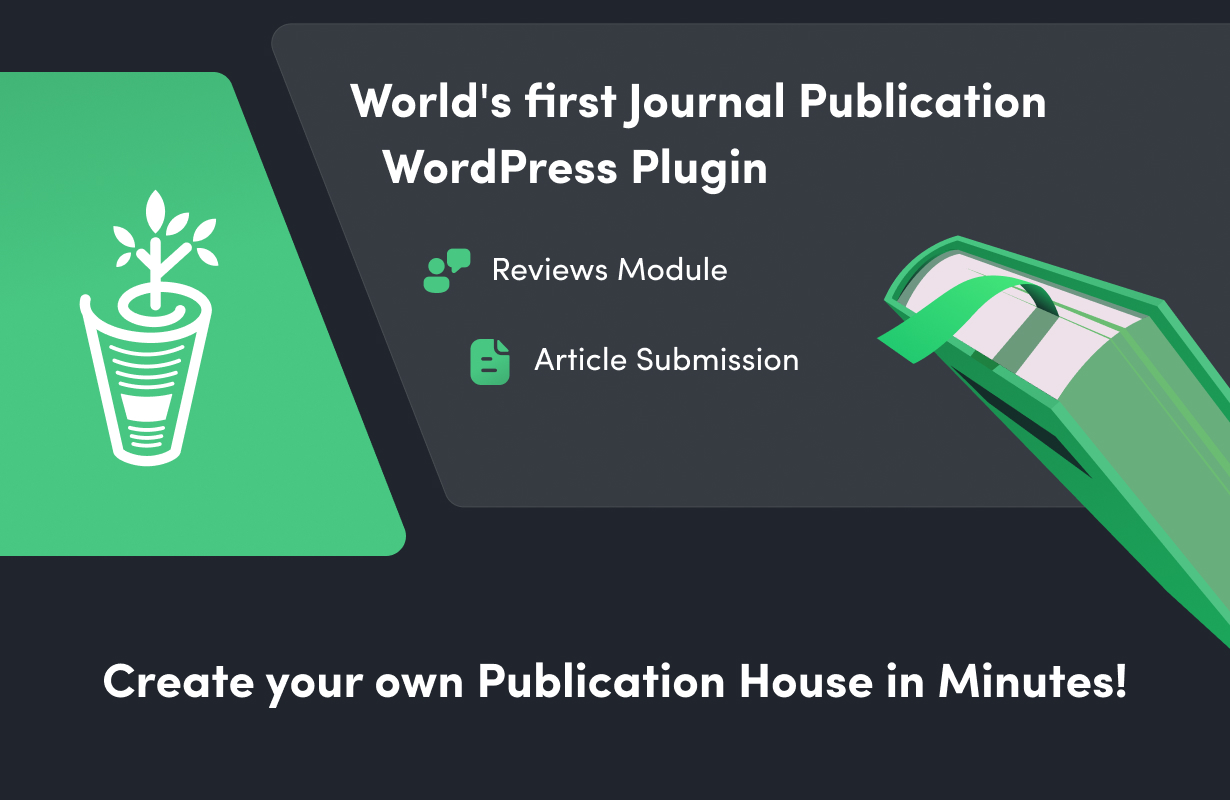 World's first Journal Publication
WordPress Plugin
Reviews Module
Article Submission
Create your own Publication House in Minutes!